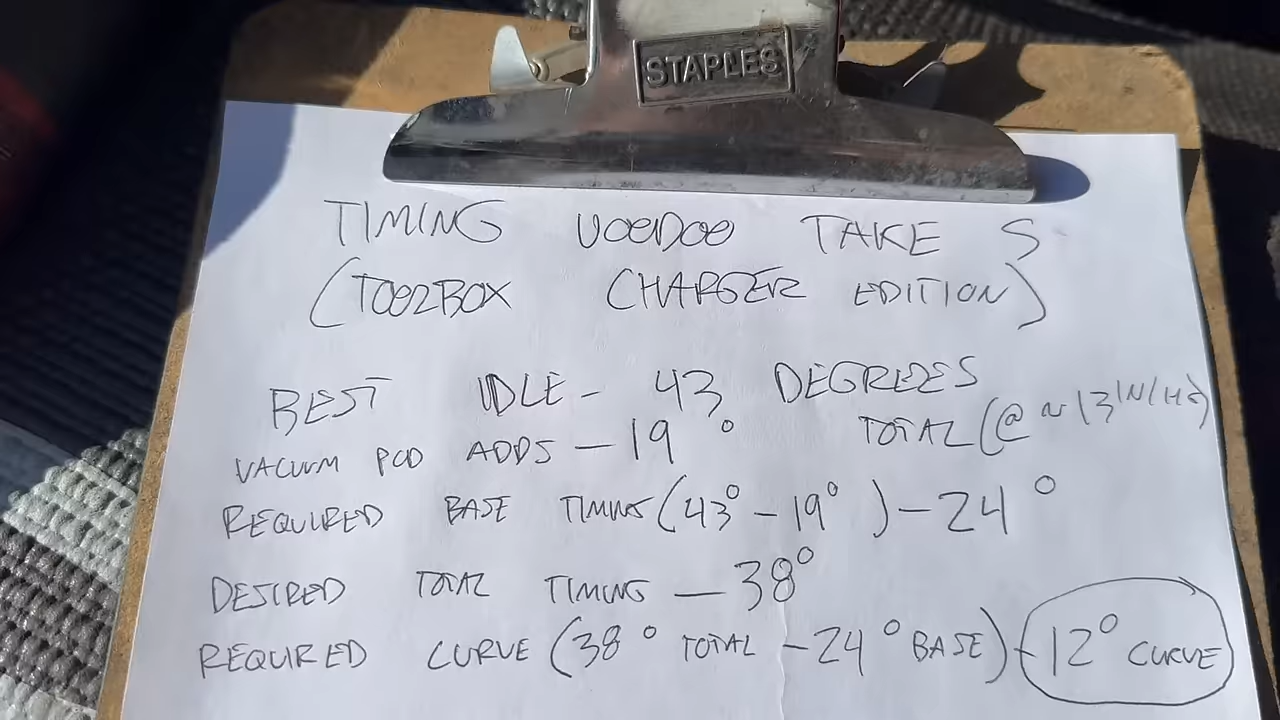 STAPLES
TIMING VOODOO TAKE 5
(TOOLBOX CHARGER EDITION)
BEST IDLE - 43 DEGREES
TOTAL (@ ~13 IN/HG)
VACUUM POD ADDS - 19°
REQUIRED BASE TIMING (43° - 19°) - 24°
DESIRED TOTAL TIMING - 38°
REQUIRED CURVE (38° TOTAL - 24° BASE) - 12° CURVE